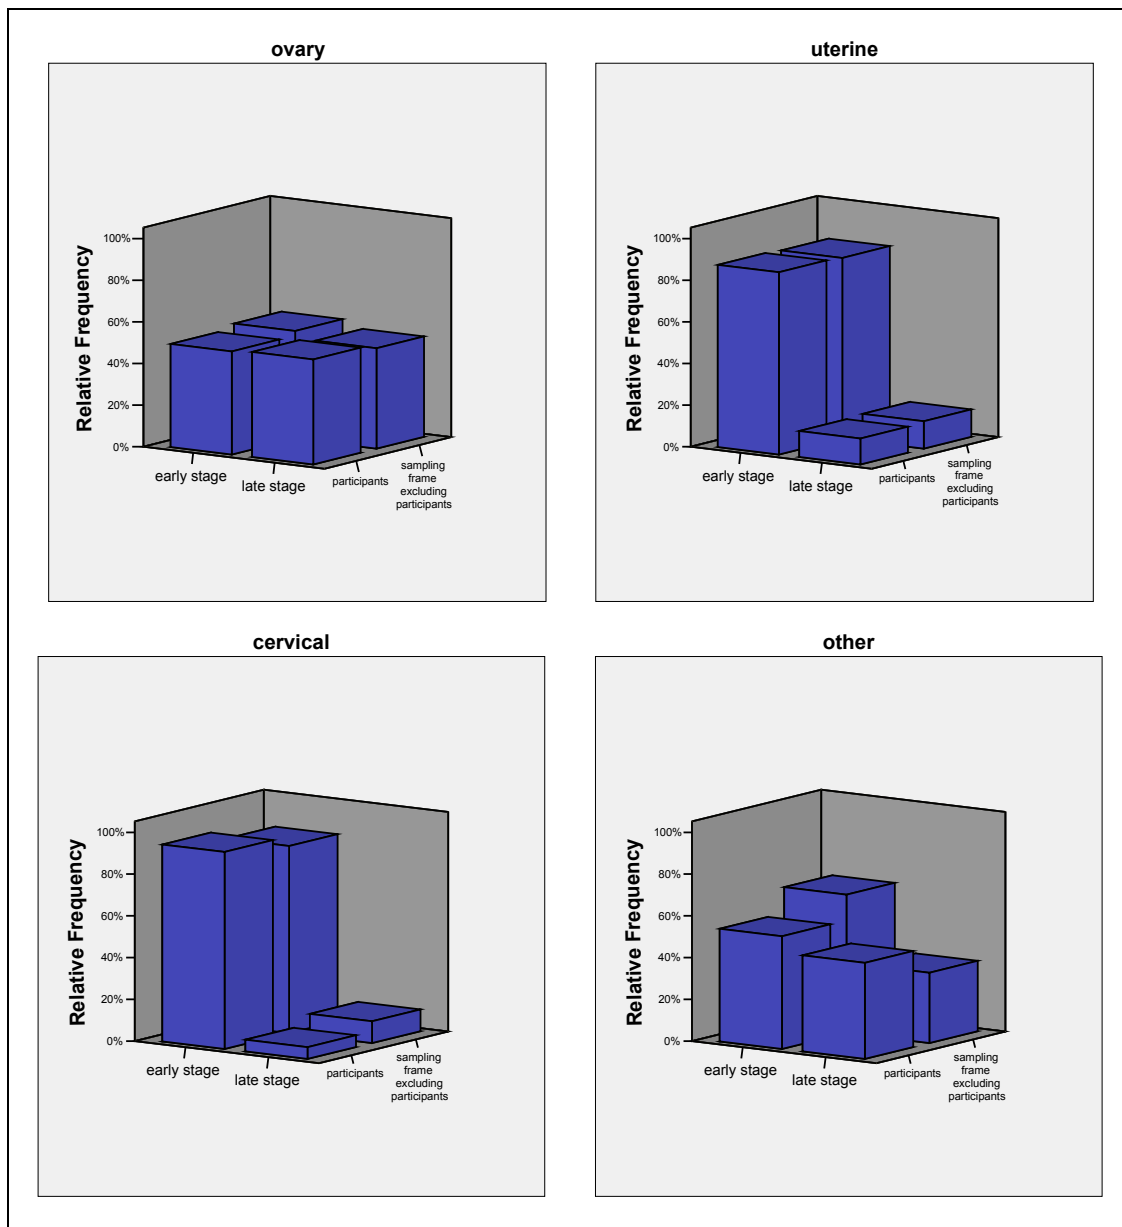 ovary
Relative Frequency
100%
80%
60%
40%
20%
0%
early stage
late stage
participants
sampling
frame
excluding
participants
uterine
Relative Frequency
100%
80%
60%
40%
20%
0%
early stage
late stage
participants
sampling
frame
excluding
participants
cervical
Relative Frequency
100%
80%
60%
40%
20%
0%
early stage
late stage
participants
sampling
frame
excluding
participants
other
Relative Frequency
100%
80%
60%
40%
20%
0%
early stage
late stage
participants
sampling
frame
excluding
participants